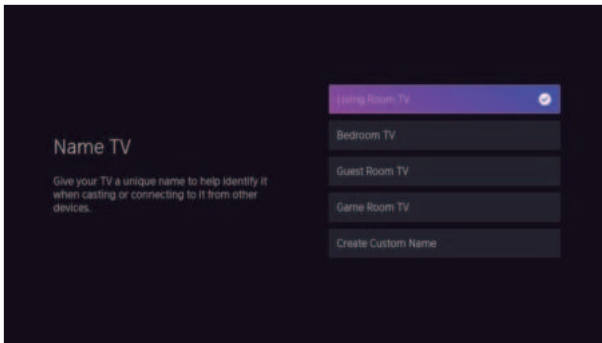 Name TV
Give your TV a unique name to help identify it
when casting or connecting to it from other
devices.
Living Room TV
Bedroom TV
Guest Room TV
Game Room TV
Create Custom Name